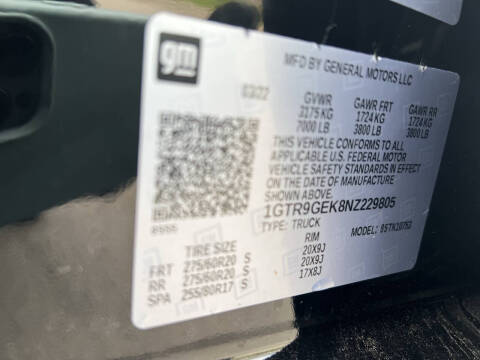 gm
MFD BY GENERAL MOTORS LLC
03/22
GVWR GAWR FRT GAWR RR
3175 KG 1724 KG 1724 KG
7000 LB 3800 LB 3800 LB
THIS VEHICLE CONFORMS TO ALL
APPLICABLE U.S. FEDERAL MOTOR
VEHICLE SAFETY STANDARDS IN EFFECT
ON THE DATE OF MANUFACTURE
SHOWN ABOVE.
1GTR9GEK8NZ229805
TYPE: TRUCK MODEL:
TIRE SIZE RIM
FRT 275/60R20 S 20X9J
RR 275/60R20 S 20X9J
SPA 255/80R17 S 17X8J